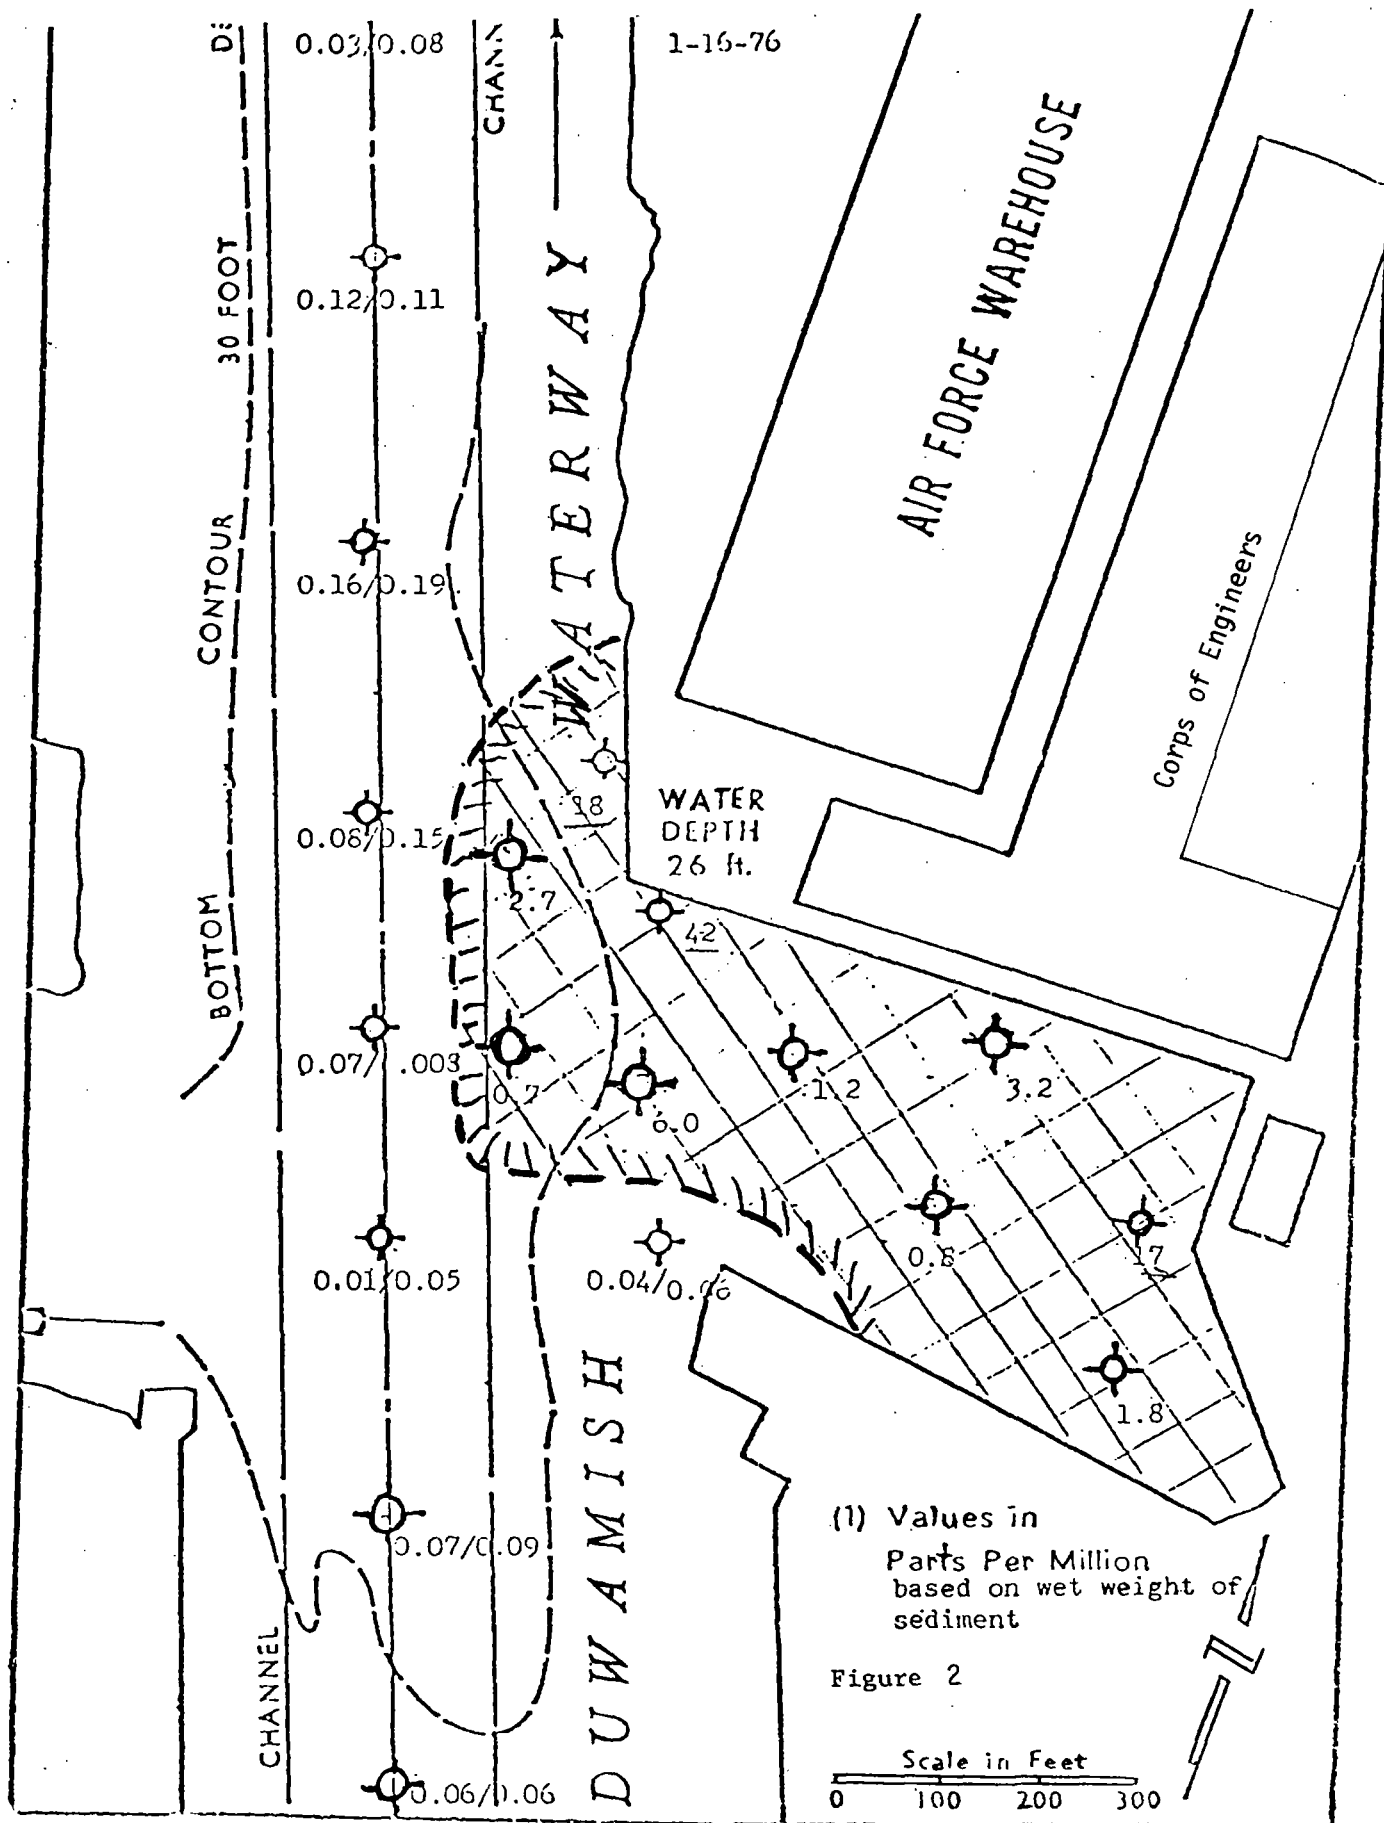 0.03/0.08
CHANN
1-16-76
AIR FORCE WAREHOUSE
30 FOOT
0.12/0.11
WATERWAY
CONTOUR
0.16/0.19
Corps of Engineers
18
WATER
DEPTH
26 ft.
0.08/0.15
2.7
BOTTOM
42
0.7
6.0
1.2
3.2
0.01/0.05
0.04/0.06
0.8
17
1.8
DUWAMISH
(1) Values in
Parts Per Million
based on wet weight of
sediment
0.07/0.09
CHANNEL
Figure 2
Scale in Feet
0 100 200 300
0.06/0.06
N